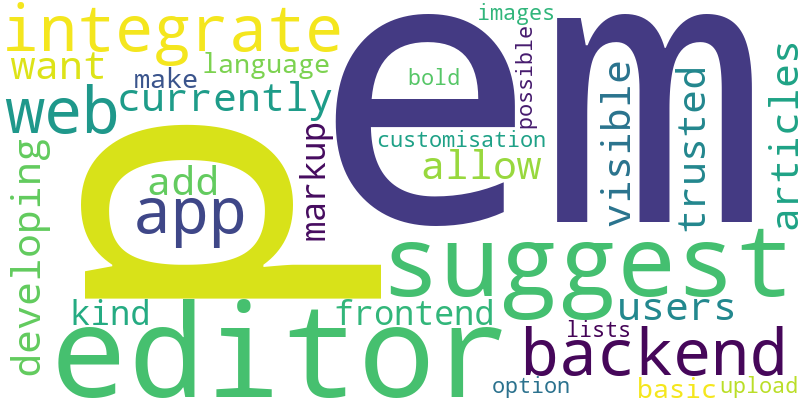 integrate
want
make
language
web
currently
em
images
bold
possible
customisation
allow
visible
trusted
articles
developing
add
app
markup
p
suggest
kind
frontend
users
editor
lists
backend
option
basic
upload